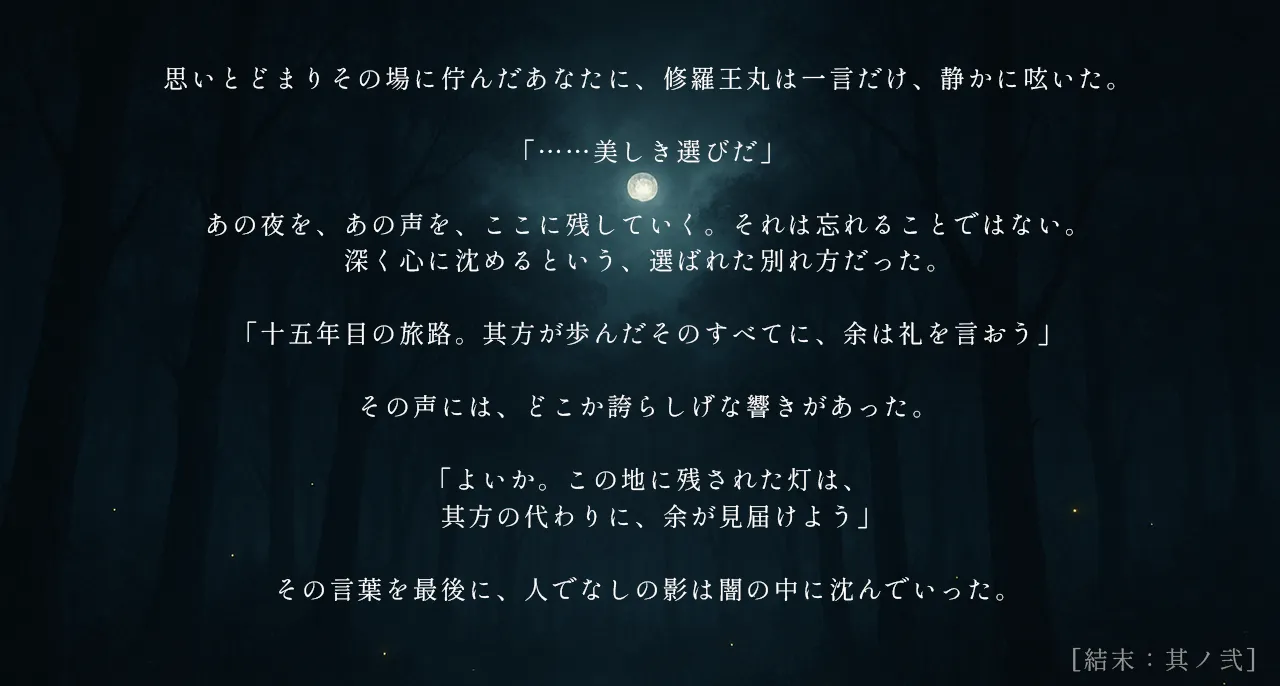 思いとどまりその場に佇んだあなたに、修羅王丸は一言だけ、静かに呟いた。
「……美しき選びだ」
あの夜を、あの声を、ここに残していく。それは忘れることではない。
深く心に沈めるという、選ばれた別れ方だった。
「十五年目の旅路。其方が歩んだそのすべてに、余は礼を言おう」
その声には、どこか誇らしげな響きがあった。
「よいか。この地に残された灯は、
其方の代わりに、余が見届けよう」
その言葉を最後に、人でなしの影は闇の中に沈んでいった。
[結末：其ノ弐]